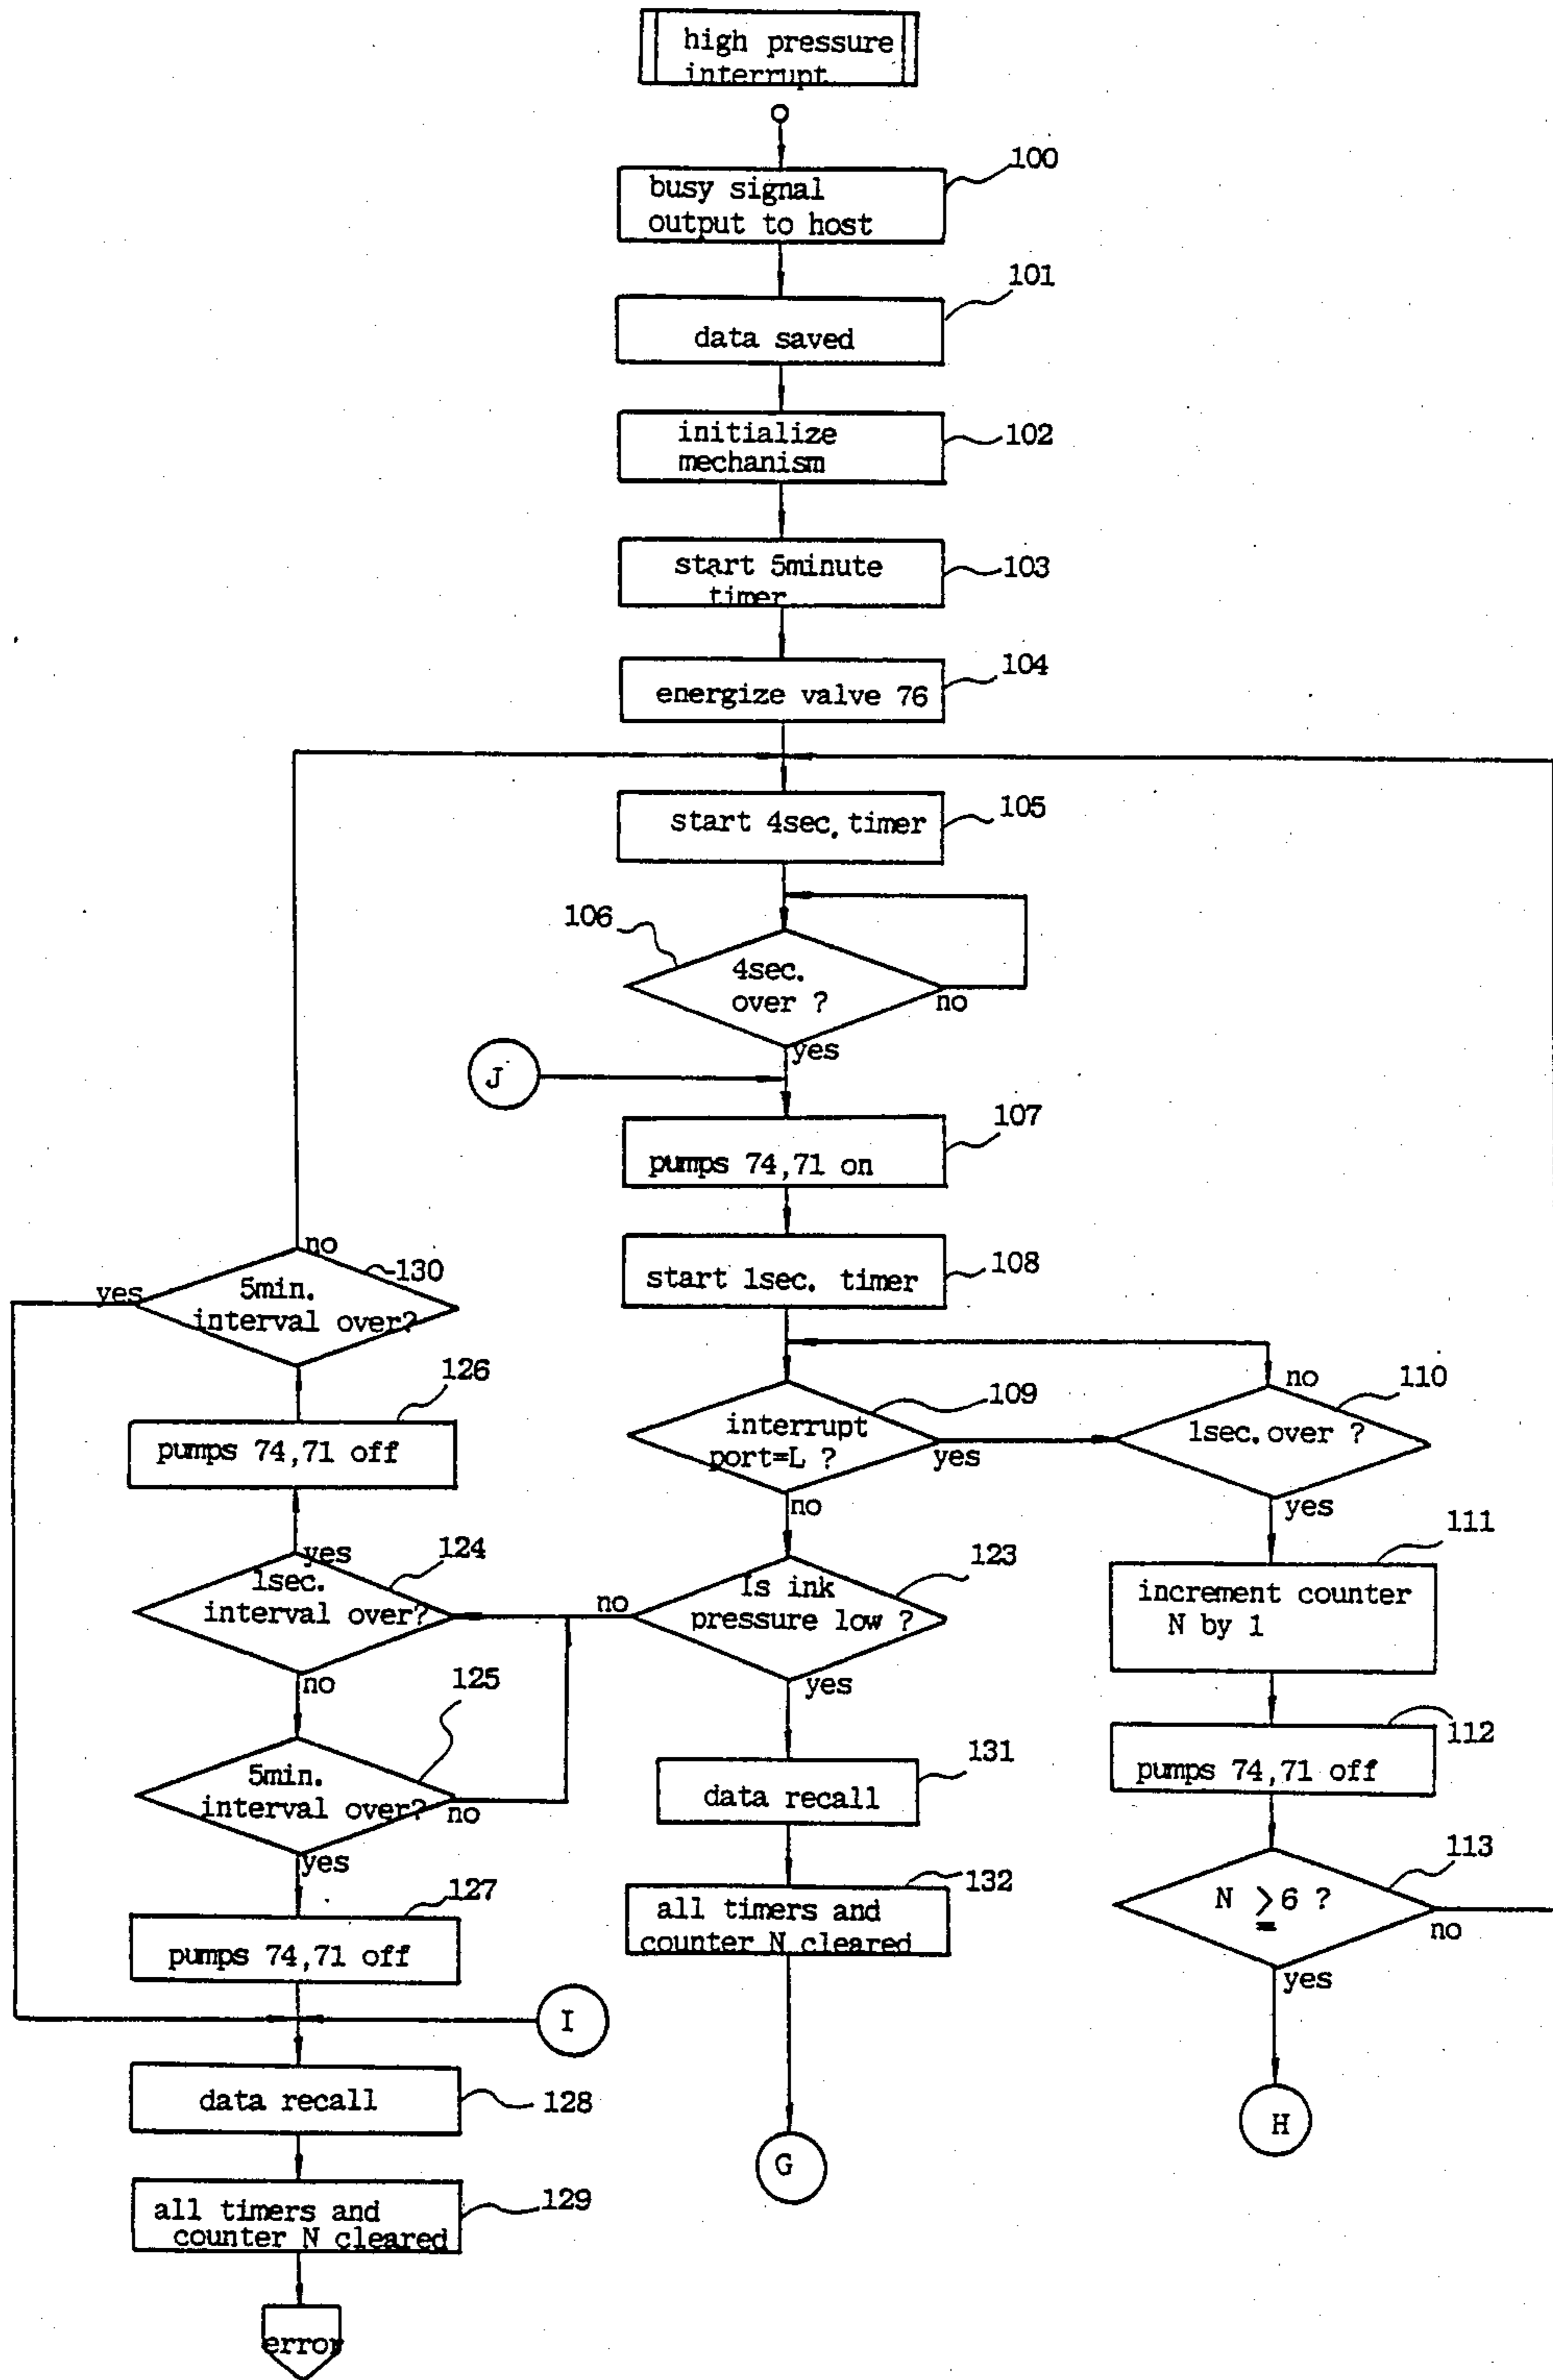 high pressure
interrupt
100
busy signal
output to host
101
data saved
102
initialize
mechanism
103
start 5minute
timer
104
energize valve 76
105
start 4sec. timer
106
4sec.
over ?
no
yes
J
107
pumps 74,71 on
108
start 1sec. timer
no
130
yes
5min.
interval over?
109
interrupt
port=L ?
yes
no
no
110
1sec. over ?
yes
126
pumps 74,71 off
111
increment counter
N by 1
124
yes
1sec.
interval over?
no
123
Is ink
pressure low ?
no
yes
125
5min.
interval over?
no
yes
112
pumps 74,71 off
131
data recall
113
N ≥6 ?
no
yes
127
pumps 74,71 off
132
all timers and
counter N cleared
I
128
data recall
H
G
129
all timers and
counter N cleared
error